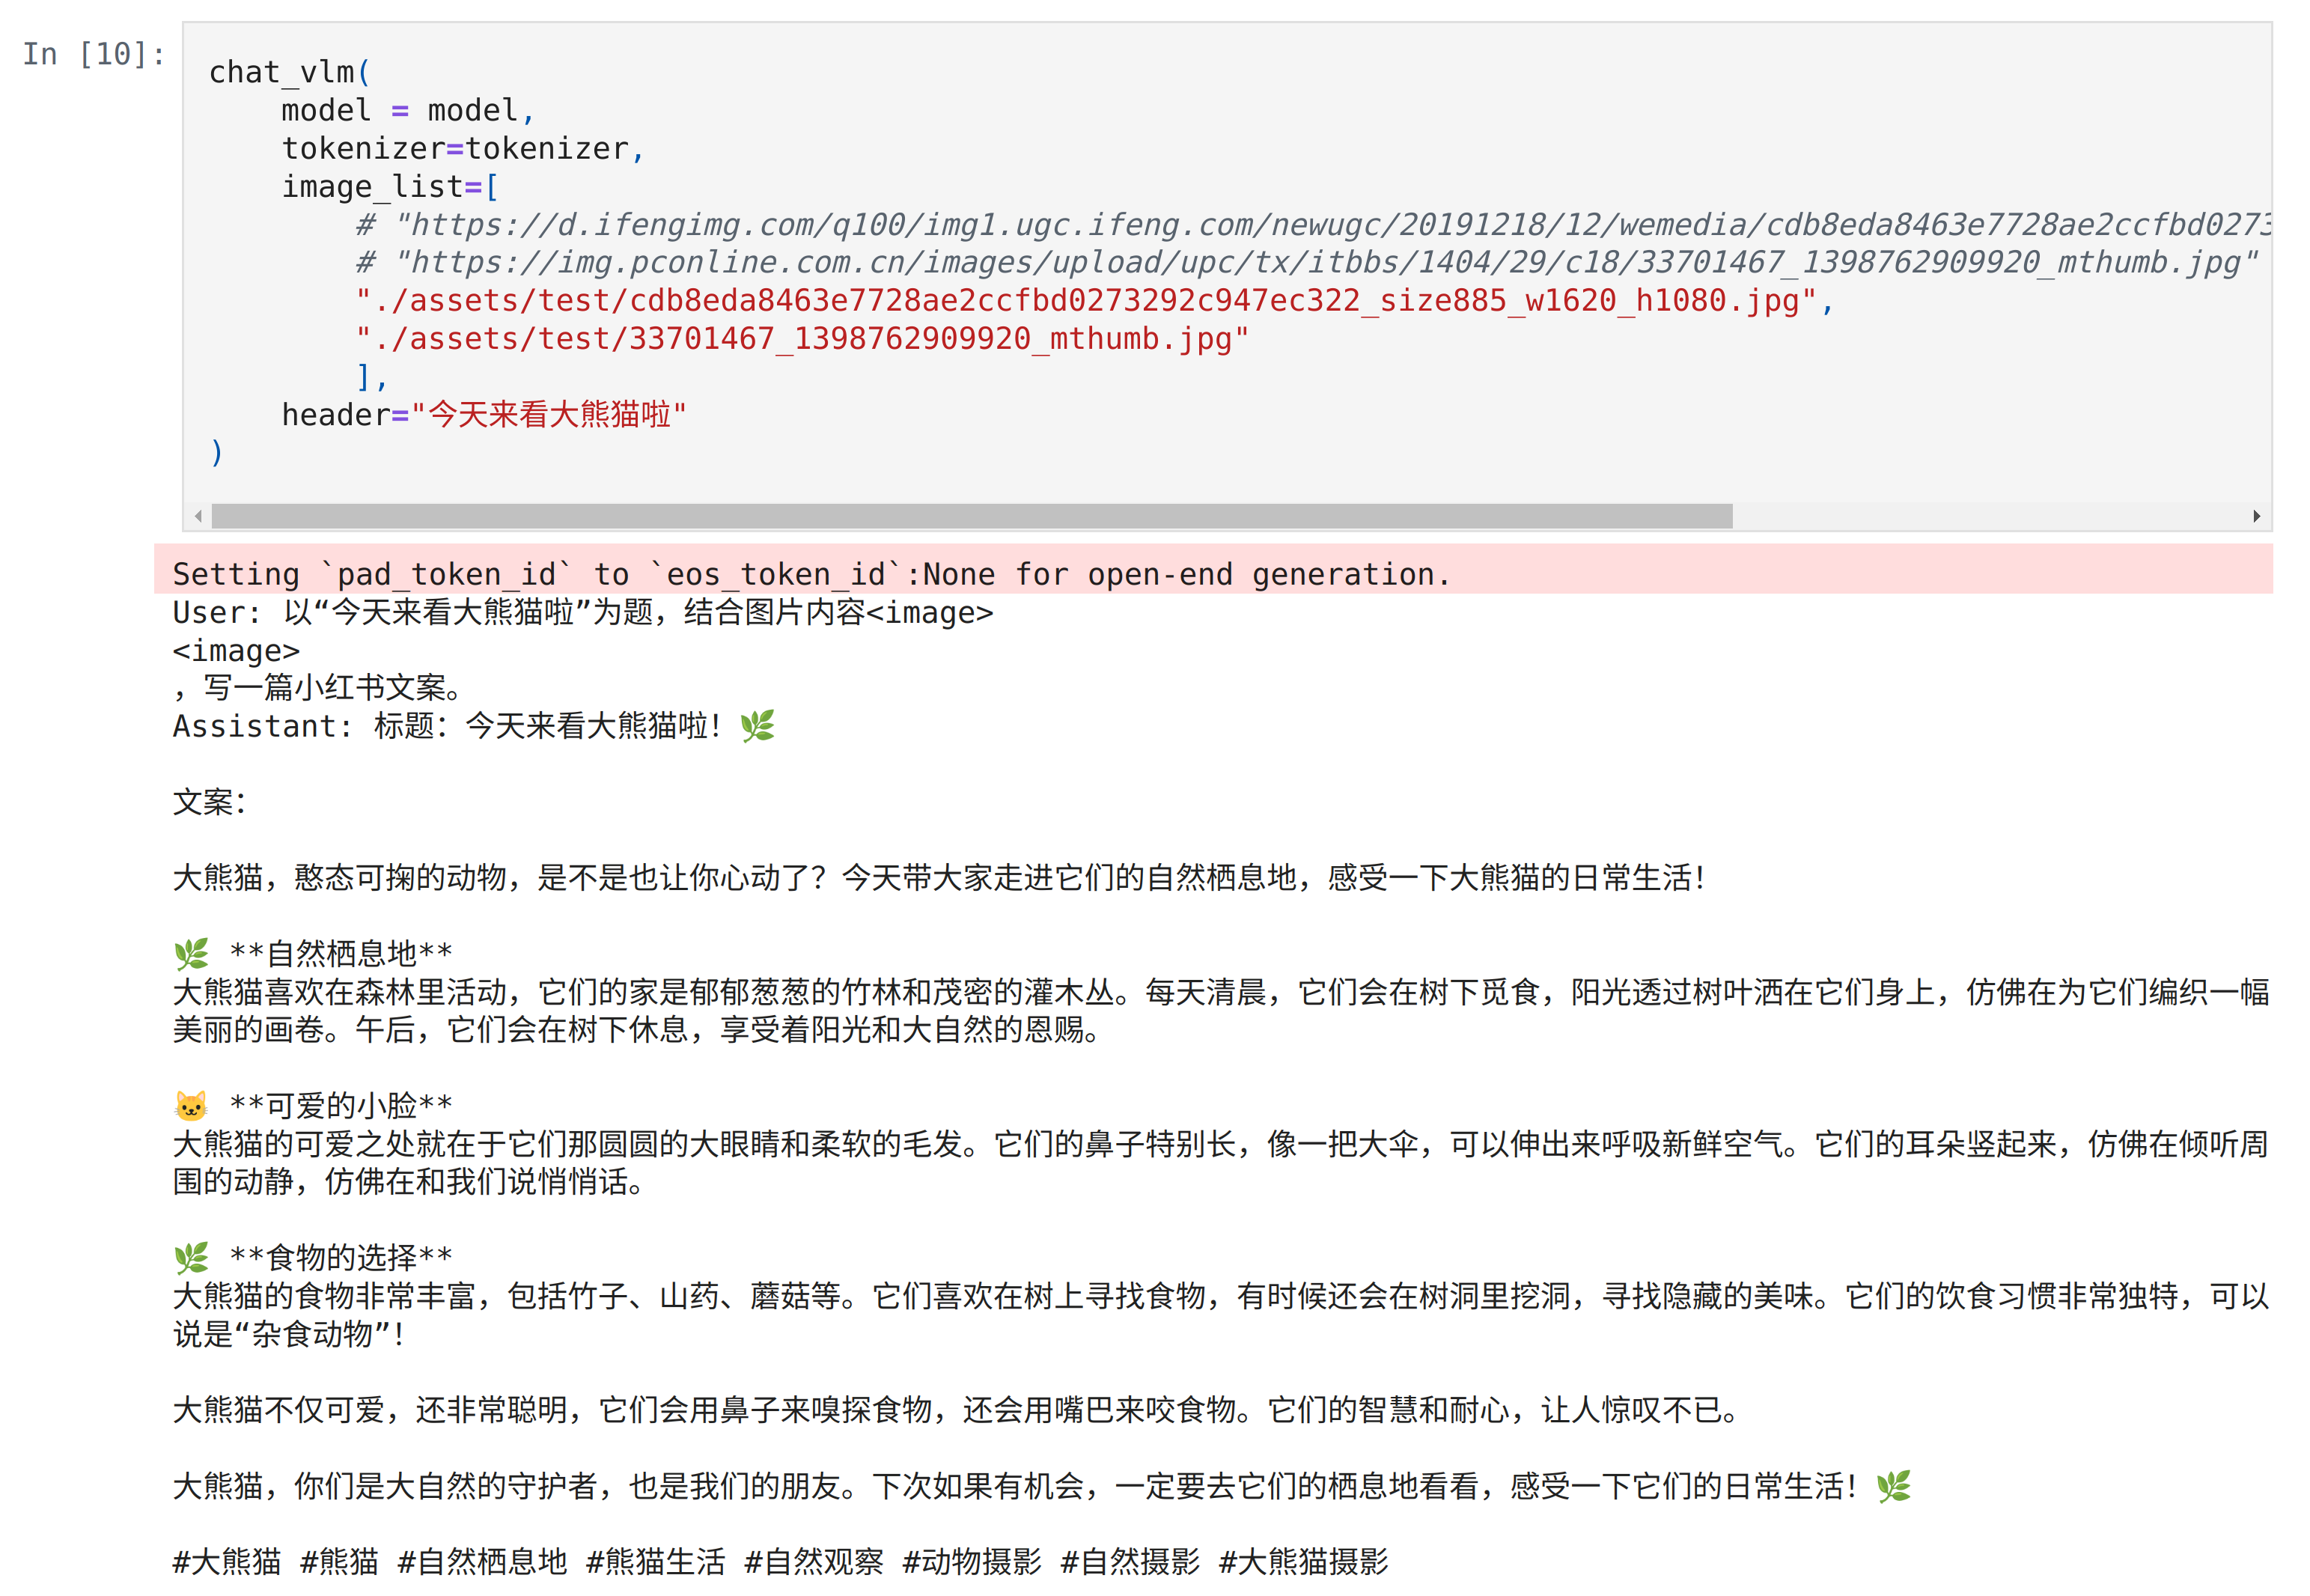 In [10]:
chat_vlm(
    model = model,
    tokenizer=tokenizer,
    image_list=[
        # "https://d.ifengimg.com/q100/img1.ugc.ifeng.com/newugc/20191218/12/wemedia/cdb8eda8463e7728ae2ccfbd0273
        # "https://img.pconline.com.cn/images/upload/upc/tx/itbbs/1404/29/c18/33701467_1398762909920_mthumb.jpg"
        "./assets/test/cdb8eda8463e7728ae2ccfbd0273292c947ec322_size885_w1620_h1080.jpg",
        "./assets/test/33701467_1398762909920_mthumb.jpg"
        ],
    header="今天来看大熊猫啦"
)
Setting `pad_token_id` to `eos_token_id`:None for open-end generation.
User: 以“今天来看大熊猫啦”为题，结合图片内容<image>
<image>
，写一篇小红书文案。
Assistant: 标题：今天来看大熊猫啦！🌿
文案：
大熊猫，憨态可掬的动物，是不是也让你心动了？今天带大家走进它们的自然栖息地，感受一下大熊猫的日常生活！
🌿 **自然栖息地**
大熊猫喜欢在森林里活动，它们的家是郁郁葱葱的竹林和茂密的灌木丛。每天清晨，它们会在树下觅食，阳光透过树叶洒在它们身上，仿佛在为它们编织一幅
美丽的画卷。午后，它们会在树下休息，享受着阳光和大自然的恩赐。
🐱 **可爱的小脸**
大熊猫的可爱之处就在于它们那圆圆的大眼睛和柔软的毛发。它们的鼻子特别长，像一把大伞，可以伸出来呼吸新鲜空气。它们的耳朵竖起来，仿佛在倾听周
围的动静，仿佛在和我们说悄悄话。
🌿 **食物的选择**
大熊猫的食物非常丰富，包括竹子、山药、蘑菇等。它们喜欢在树上寻找食物，有时候还会在树洞里挖洞，寻找隐藏的美味。它们的饮食习惯非常独特，可以
说是“杂食动物”！
大熊猫不仅可爱，还非常聪明，它们会用鼻子来嗅探食物，还会用嘴巴来咬食物。它们的智慧和耐心，让人惊叹不已。
大熊猫，你们是大自然的守护者，也是我们的朋友。下次如果有机会，一定要去它们的栖息地看看，感受一下它们的日常生活！🌿
#大熊猫 #熊猫 #自然栖息地 #熊猫生活 #自然观察 #动物摄影 #自然摄影 #大熊猫摄影